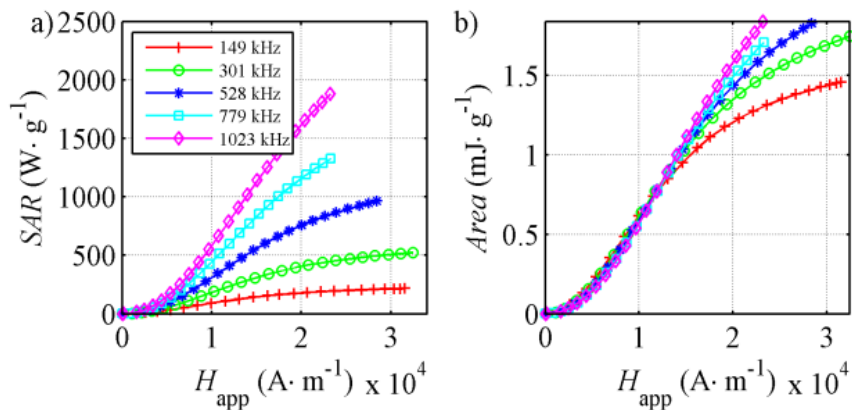 a)
SAR (W· g⁻¹)
2500
2000
1500
1000
500
0
149 kHz
301 kHz
528 kHz
779 kHz
1023 kHz
0 1 2 3
H_app (A· m⁻¹) x 10⁴
b)
Area (mJ· g⁻¹)
1.5
1
0.5
0
0 1 2 3
H_app (A· m⁻¹) x 10⁴